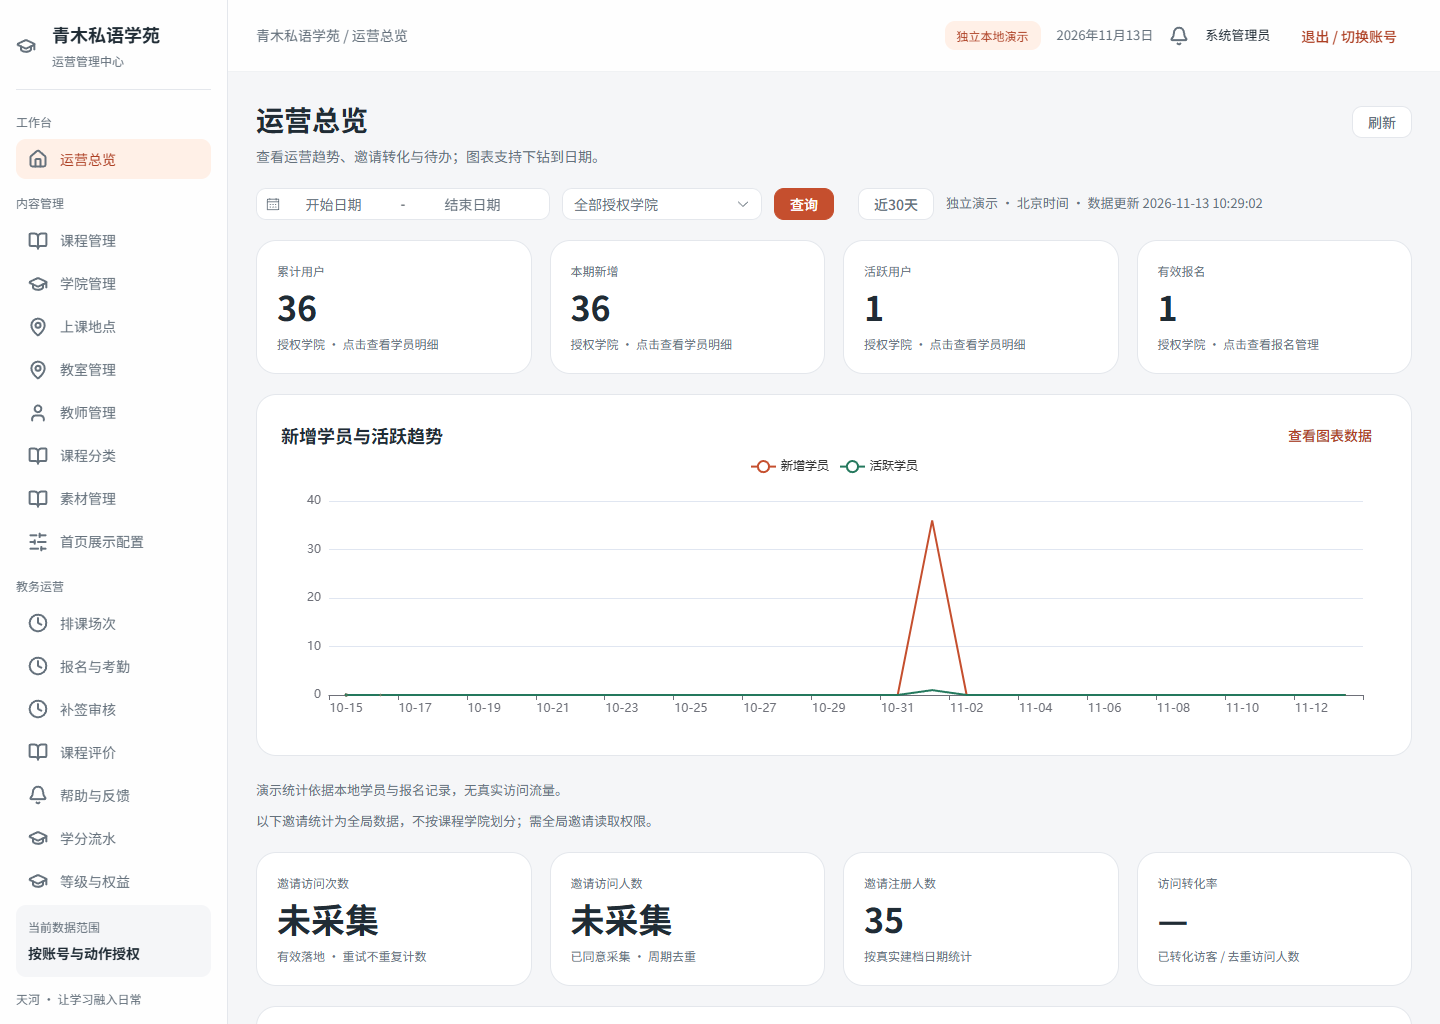 青木私语学苑
运营管理中心
工作台
运营总览
内容管理
课程管理
学院管理
上课地点
教室管理
教师管理
课程分类
素材管理
首页展示配置
教务运营
排课场次
报名与考勤
补签审核
课程评价
帮助与反馈
学分流水
等级与权益
当前数据范围
按账号与动作授权
天河 • 让学习融入日常
青木私语学苑 / 运营总览
独立本地演示
2026年11月13日
系统管理员
退出 / 切换账号
运营总览
查看运营趋势、邀请转化与待办；图表支持下钻到日期。
刷新
开始日期 - 结束日期
全部授权学院
查询
近30天
独立演示 • 北京时间 • 数据更新 2026-11-13 10:29:02
累计用户
36
授权学院 • 点击查看学员明细
本期新增
36
授权学院 • 点击查看学员明细
活跃用户
1
授权学院 • 点击查看学员明细
有效报名
1
授权学院 • 点击查看报名管理
新增学员与活跃趋势
查看图表数据
新增学员 活跃学员
40
30
20
10
0
10-15 10-17 10-19 10-21 10-23 10-25 10-27 10-29 10-31 11-02 11-04 11-06 11-08 11-10 11-12
演示统计依据本地学员与报名记录，无真实访问流量。
以下邀请统计为全局数据，不按课程学院划分；需全局邀请读取权限。
邀请访问次数
未采集
有效落地 • 重试不重复计数
邀请访问人数
未采集
已同意采集 • 周期去重
邀请注册人数
35
按真实建档日期统计
访问转化率
—
已转化访客 / 去重访问人数